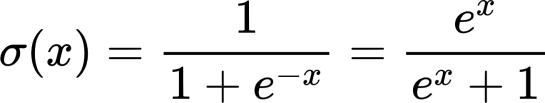 σ(x) = 1 / (1 + e^{-x}) = e^x / (e^x + 1)